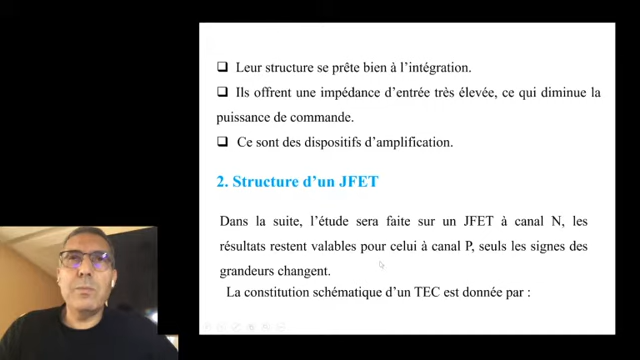 ❑ Leur structure se prête bien à l'intégration.
❑ Ils offrent une impédance d'entrée très élevée, ce qui diminue la
puissance de commande.
❑ Ce sont des dispositifs d'amplification.
2. Structure d'un JFET
Dans la suite, l'étude sera faite sur un JFET à canal N, les
résultats restent valables pour celui à canal P, seuls les signes des
grandeurs changent.
La constitution schématique d'un TEC est donnée par :